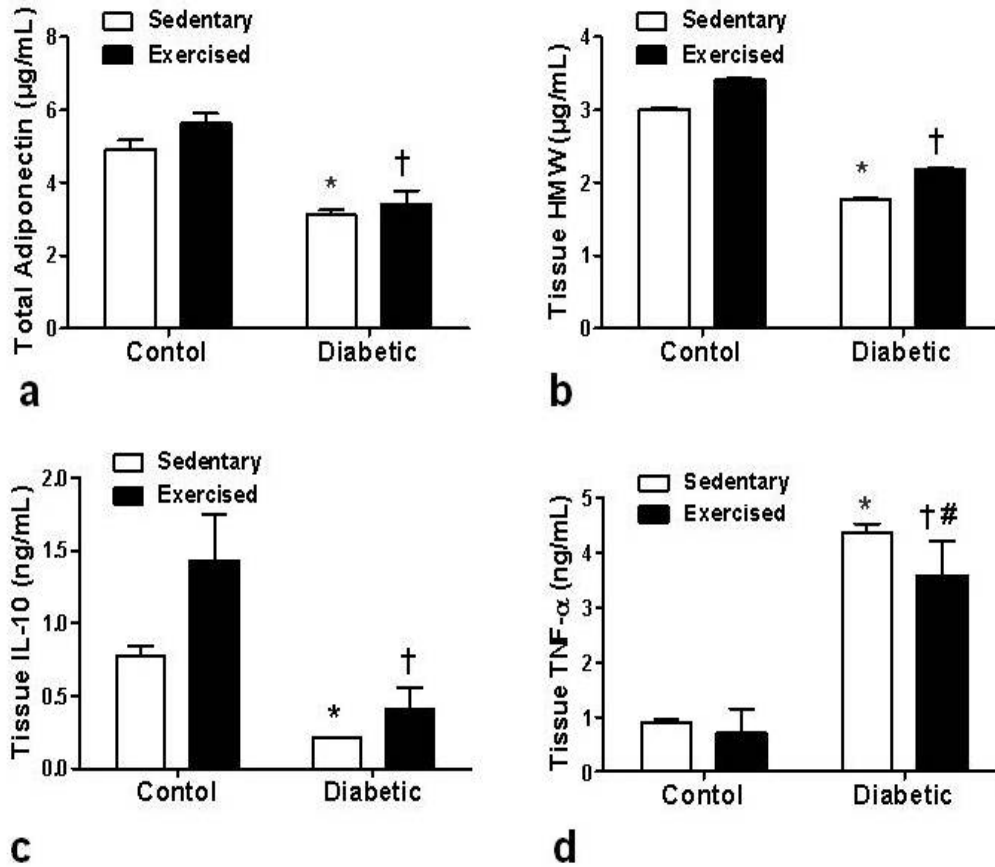 Sedentary
Exercised
Total Adiponectin (µg/mL)
8
6
4
2
0
*
†
Contol
Diabetic
a
Sedentary
Exercised
Tissue HMW (µg/mL)
4
3
2
1
0
*
†
Contol
Diabetic
b
Sedentary
Exercised
Tissue IL-10 (ng/mL)
2.0
1.5
1.0
0.5
0.0
*
†
Contol
Diabetic
c
Sedentary
Exercised
Tissue TNF-α (ng/mL)
5
4
3
2
1
0
*
†#
Contol
Diabetic
d